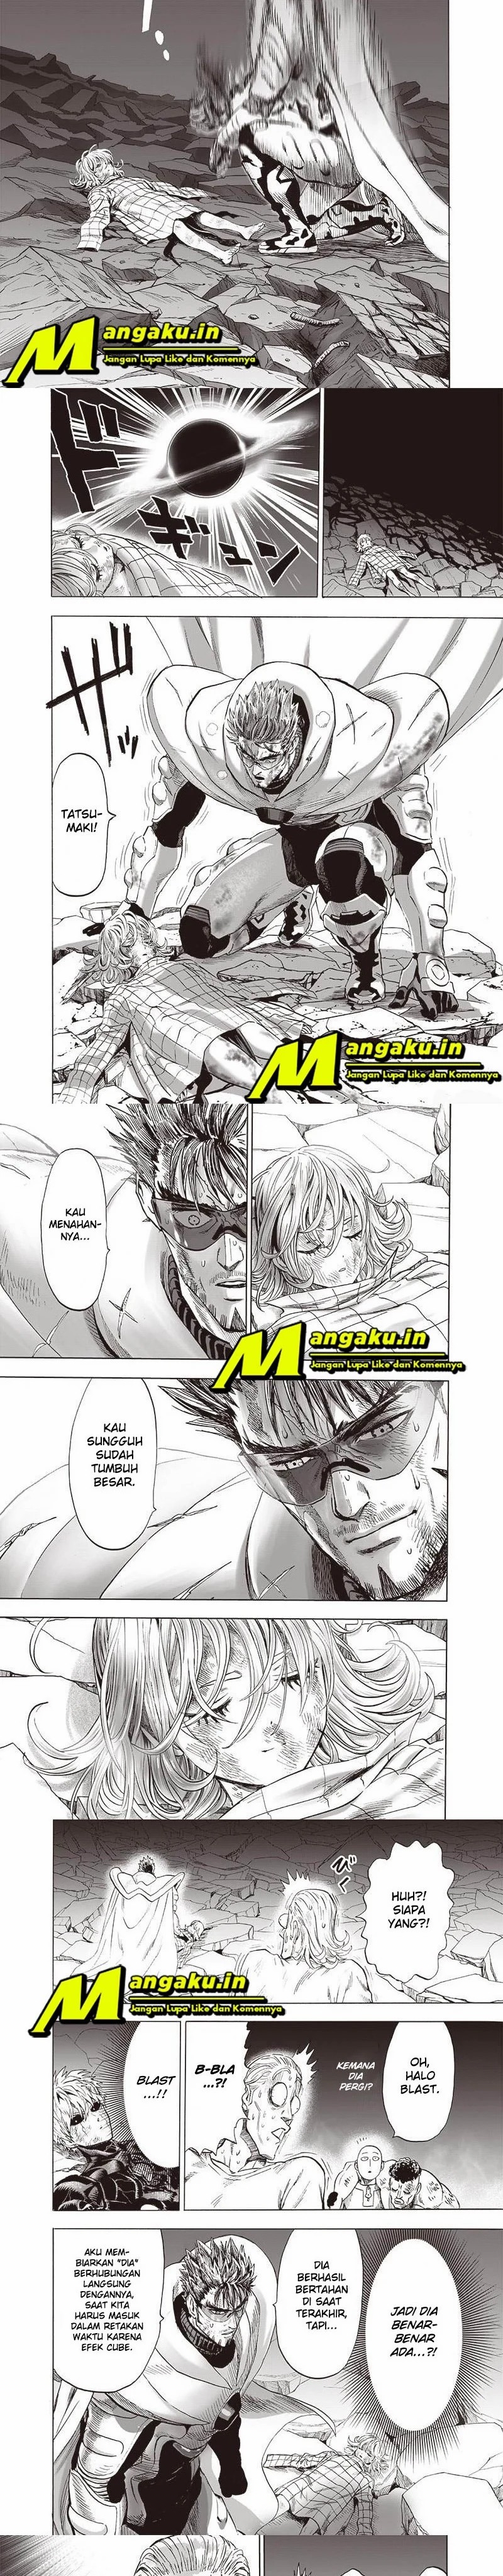 Mangaku.in
Jangan Lupa Like dan Komennya
ド
ギュン
TATSU-
MAKI!
Mangaku.in
Jangan Lupa Like dan Komennya
KAU
MENAHAN-
NYA...
Mangaku.in
Jangan Lupa Like dan Komennya
KAU
SUNGGUH
SUDAH
TUMBUH
BESAR.
HUH?!
SIAPA
YANG?!
Mangaku.in
Jangan Lupa Like dan Komennya
OH,
HALO
BLAST.
KEMANA
DIA
PERGI?
B-BLA
...?!
BLAST
...!!
JADI DIA
BENAR-
BENAR
ADA...?!
DIA
BERHASIL
BERTAHAN
DI SAAT
TERAKHIR,
TAPI...
AKU MEM-
BIARKAN "DIA"
BERHUBUNGAN
LANGSUNG
DENGANNYA,
SAAT KITA
HARUS MASUK
DALAM RETAKAN
WAKTU KARENA
EFEK CUBE.